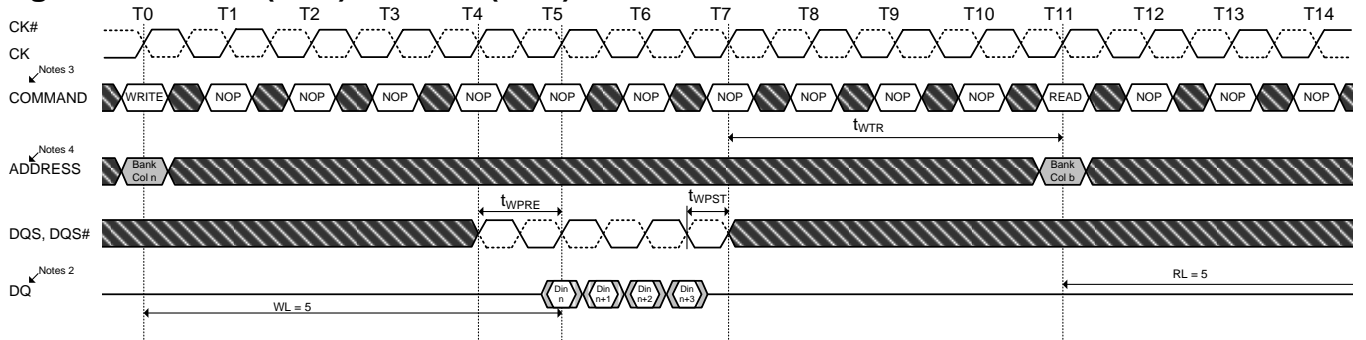 T0 T1 T2 T3 T4 T5 T6 T7 T8 T9 T10 T11 T12 T13 T14
CK#
CK
Notes 3
COMMAND WRITE NOP NOP NOP NOP NOP NOP NOP NOP NOP NOP READ NOP NOP NOP
tWTR
Notes 4
ADDRESS
Bank Col n
Bank Col b
tWPRE tWPST
DQS, DQS#
Notes 2
DQ
Din n
Din n+1
Din n+2
Din n+3
RL = 5
WL = 5